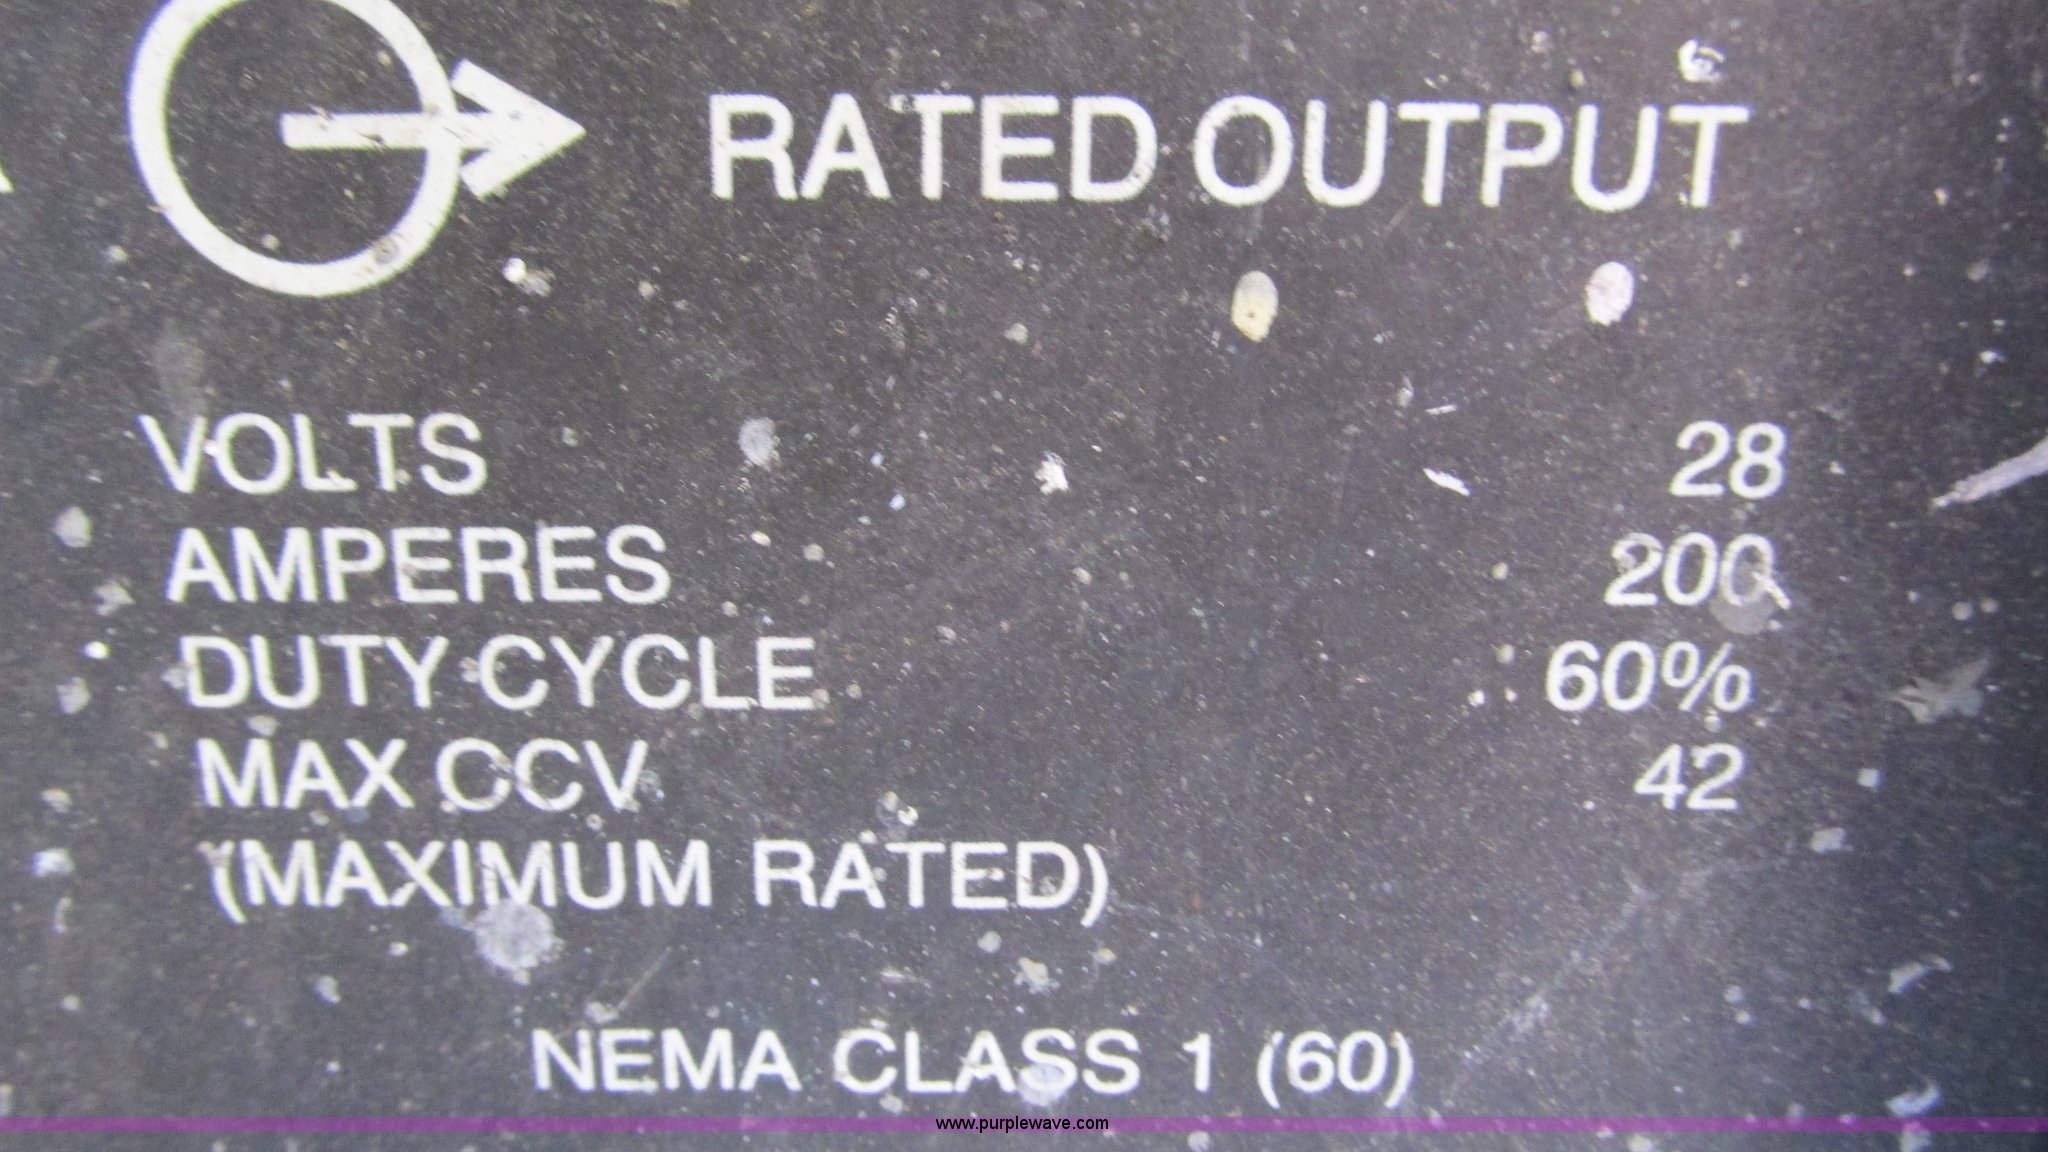 RATED OUTPUT
VOLTS 28
AMPERES 200
DUTY CYCLE 60%
MAX CCV 42
(MAXIMUM RATED)
NEMA CLASS 1 (60)
www.purplewave.com